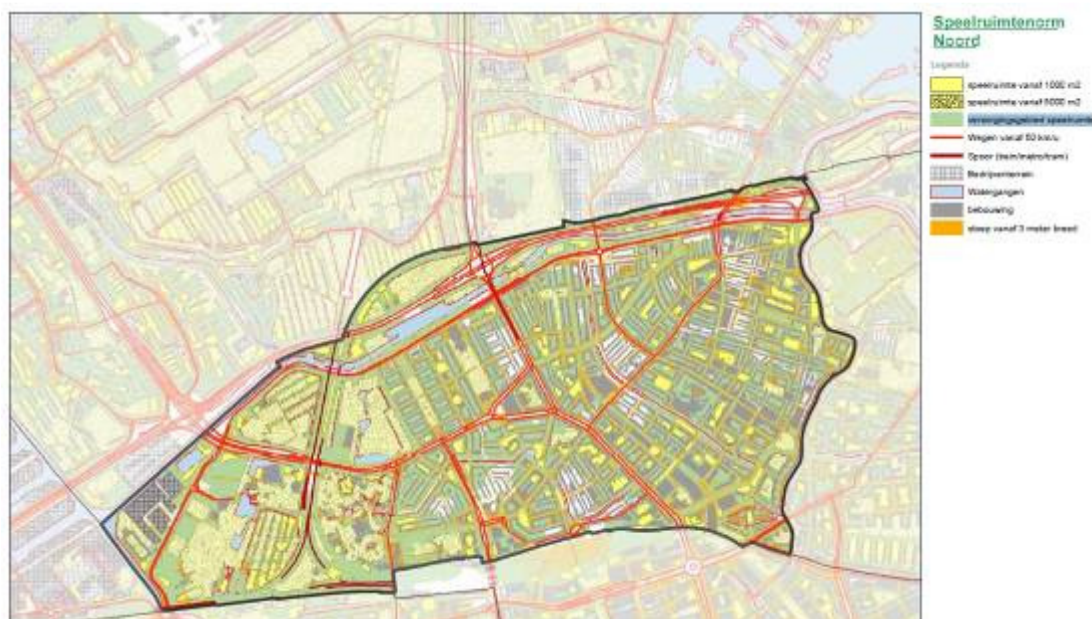 Speelruimtenorm
Noord
Legenda
speelruimte vanaf 1000 m2
speelruimte vanaf 5000 m2
verzorgingsgebied speelruimte
Wegen vanaf 50 km/u
Spoor (trein/metro/tram)
Bedrijventerrein
Watergangen
bebouwing
stoep vanaf 3 meter breed